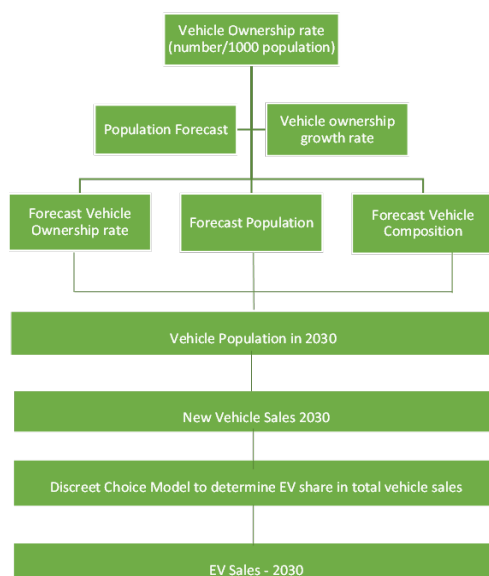 Vehicle Ownership rate
(number/1000 population)
Population Forecast
Vehicle ownership
growth rate
Forecast Vehicle
Ownership rate
Forecast Population
Forecast Vehicle
Composition
Vehicle Population in 2030
New Vehicle Sales 2030
Discreet Choice Model to determine EV share in total vehicle sales
EV Sales - 2030